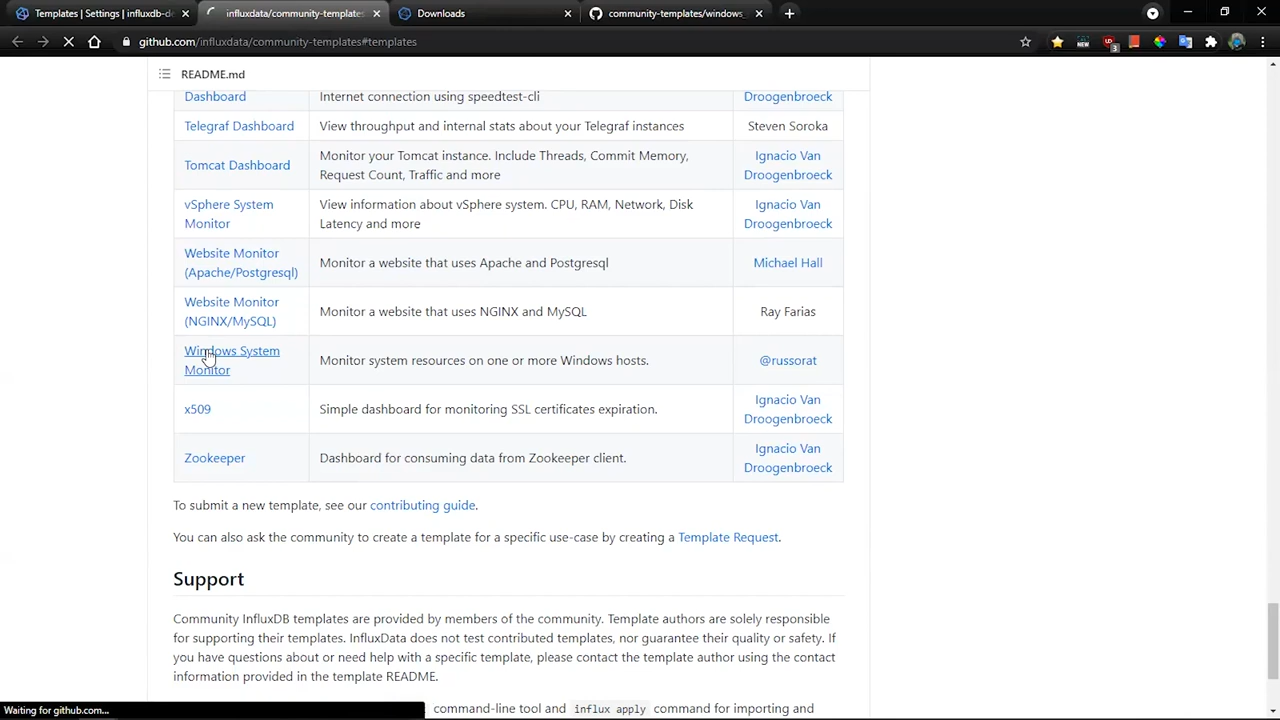 Templates | Settings | influxdb-de
influxdata/community-templates
Downloads
community-templates/windows_
github.com/influxdata/community-templates#templates
3
README.md
Dashboard
Internet connection using speedtest-cli
Droogenbroeck
Telegraf Dashboard
View throughput and internal stats about your Telegraf instances
Steven Soroka
Tomcat Dashboard
Monitor your Tomcat instance. Include Threads, Commit Memory,
Request Count, Traffic and more
Ignacio Van
Droogenbroeck
vSphere System
Monitor
View information about vSphere system. CPU, RAM, Network, Disk
Latency and more
Ignacio Van
Droogenbroeck
Website Monitor
(Apache/Postgresql)
Monitor a website that uses Apache and Postgresql
Michael Hall
Website Monitor
(NGINX/MySQL)
Monitor a website that uses NGINX and MySQL
Ray Farias
Windows System
Monitor
Monitor system resources on one or more Windows hosts.
@russorat
x509
Simple dashboard for monitoring SSL certificates expiration.
Ignacio Van
Droogenbroeck
Zookeeper
Dashboard for consuming data from Zookeeper client.
Ignacio Van
Droogenbroeck
To submit a new template, see our contributing guide.
You can also ask the community to create a template for a specific use-case by creating a Template Request.
Support
Community InfluxDB templates are provided by members of the community. Template authors are solely responsible
for supporting their templates. InfluxData does not test contributed templates, nor guarantee their quality or safety. If
you have questions about or need help with a specific template, please contact the template author using the contact
information provided in the template README.
command-line tool and influx apply command for importing and
Waiting for github.com...